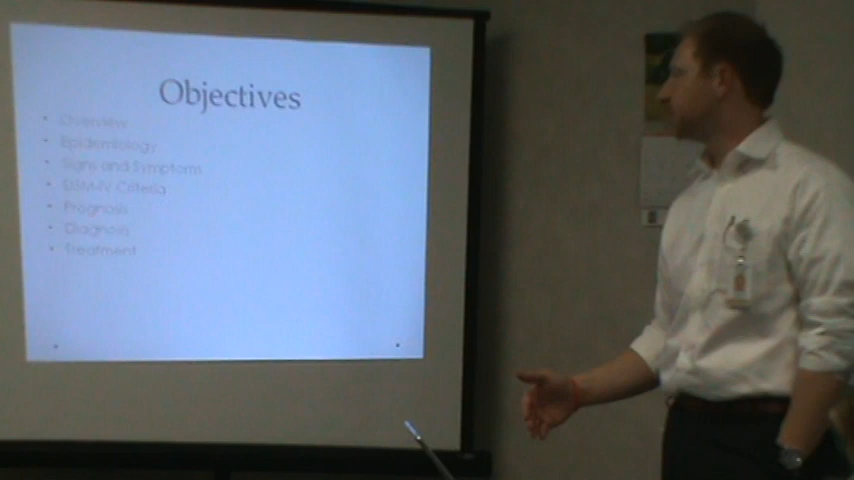 Objectives
• Overview
• Epidemiology
• Signs and Symptoms
• DSM-IV Criteria
• Prognosis
• Diagnosis
• Treatment